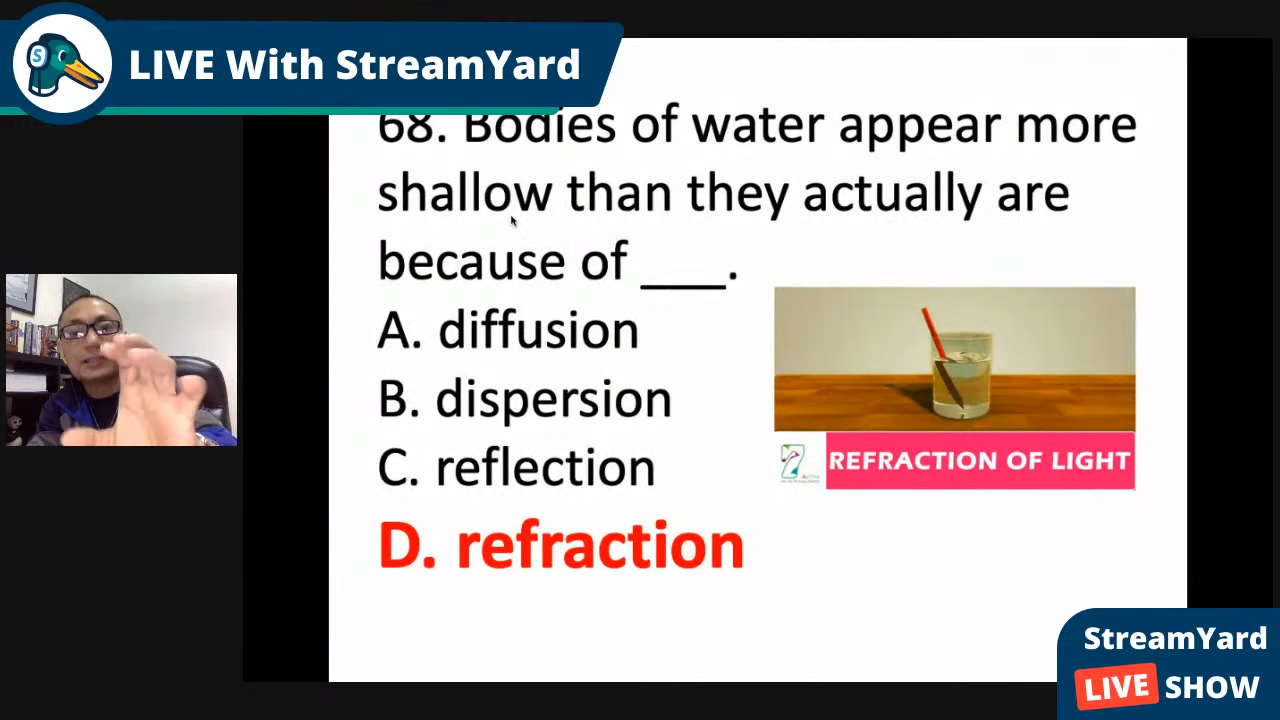 LIVE With StreamYard
68. Bodies of water appear more
shallow than they actually are
because of ___.
A. diffusion
B. dispersion
C. reflection
D. refraction
REFRACTION OF LIGHT
StreamYard
LIVE SHOW